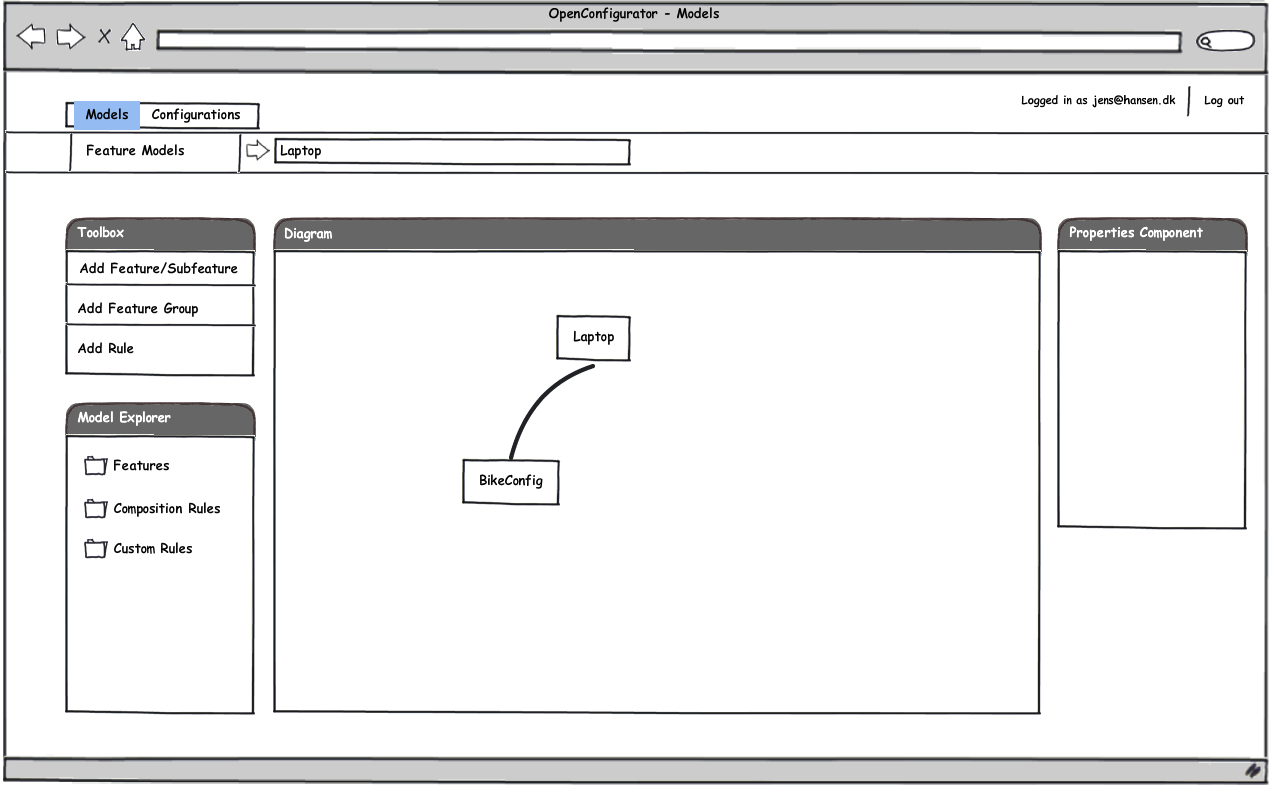 OpenConfigurator - Models
Logged in as jens@hansen.dk
Log out
Models
Configurations
Feature Models
Laptop
Toolbox
Add Feature/Subfeature
Add Feature Group
Add Rule
Model Explorer
Features
Composition Rules
Custom Rules
Diagram
Laptop
BikeConfig
Properties Component